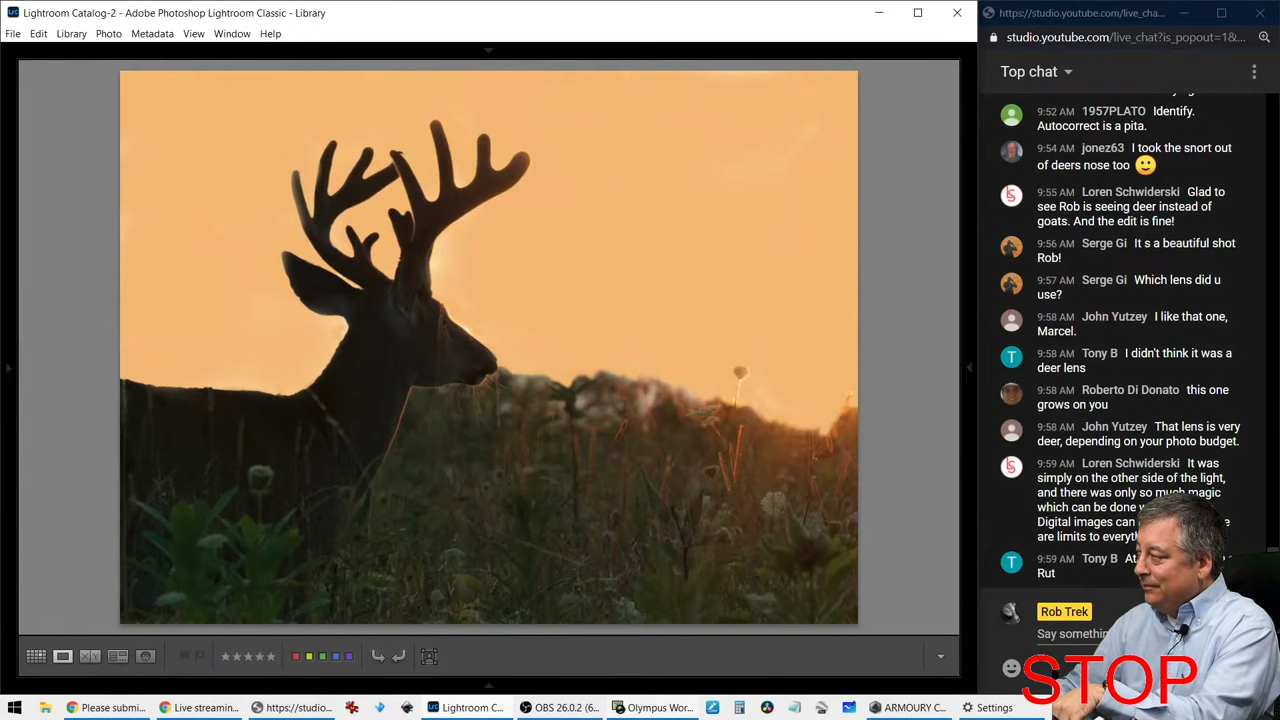 Lightroom Catalog-2 - Adobe Photoshop Lightroom Classic - Library
File Edit Library Photo Metadata View Window Help
https://studio.youtube.com/live_cha...
studio.youtube.com/live_chat?is_popout=1&...
Top chat
9:52 AM 1957PLATO Identify.
Autocorrect is a pita.
9:54 AM jonez63 I took the snort out
of deers nose too
9:55 AM Loren Schwiderski Glad to
see Rob is seeing deer instead of
goats. And the edit is fine!
9:56 AM Serge Gi It s a beautiful shot
Rob!
9:57 AM Serge Gi Which lens did u
use?
9:58 AM John Yutzey I like that one,
Marcel.
9:58 AM Tony B I didn't think it was a
deer lens
9:58 AM Roberto Di Donato this one
grows on you
9:58 AM John Yutzey That lens is very
deer, depending on your photo budget.
9:59 AM Loren Schwiderski It was
simply on the other side of the light,
and there was only so much magic
which can be done
Digital images can
are limits to
9:59 AM Tony B
Rut
Rob Trek
Say something
STOP
Please submi...
Live streamin...
https://studio...
Lightroom C...
OBS 26.0.2 (6...
Olympus Wor...
ARMOURY C...
Settings